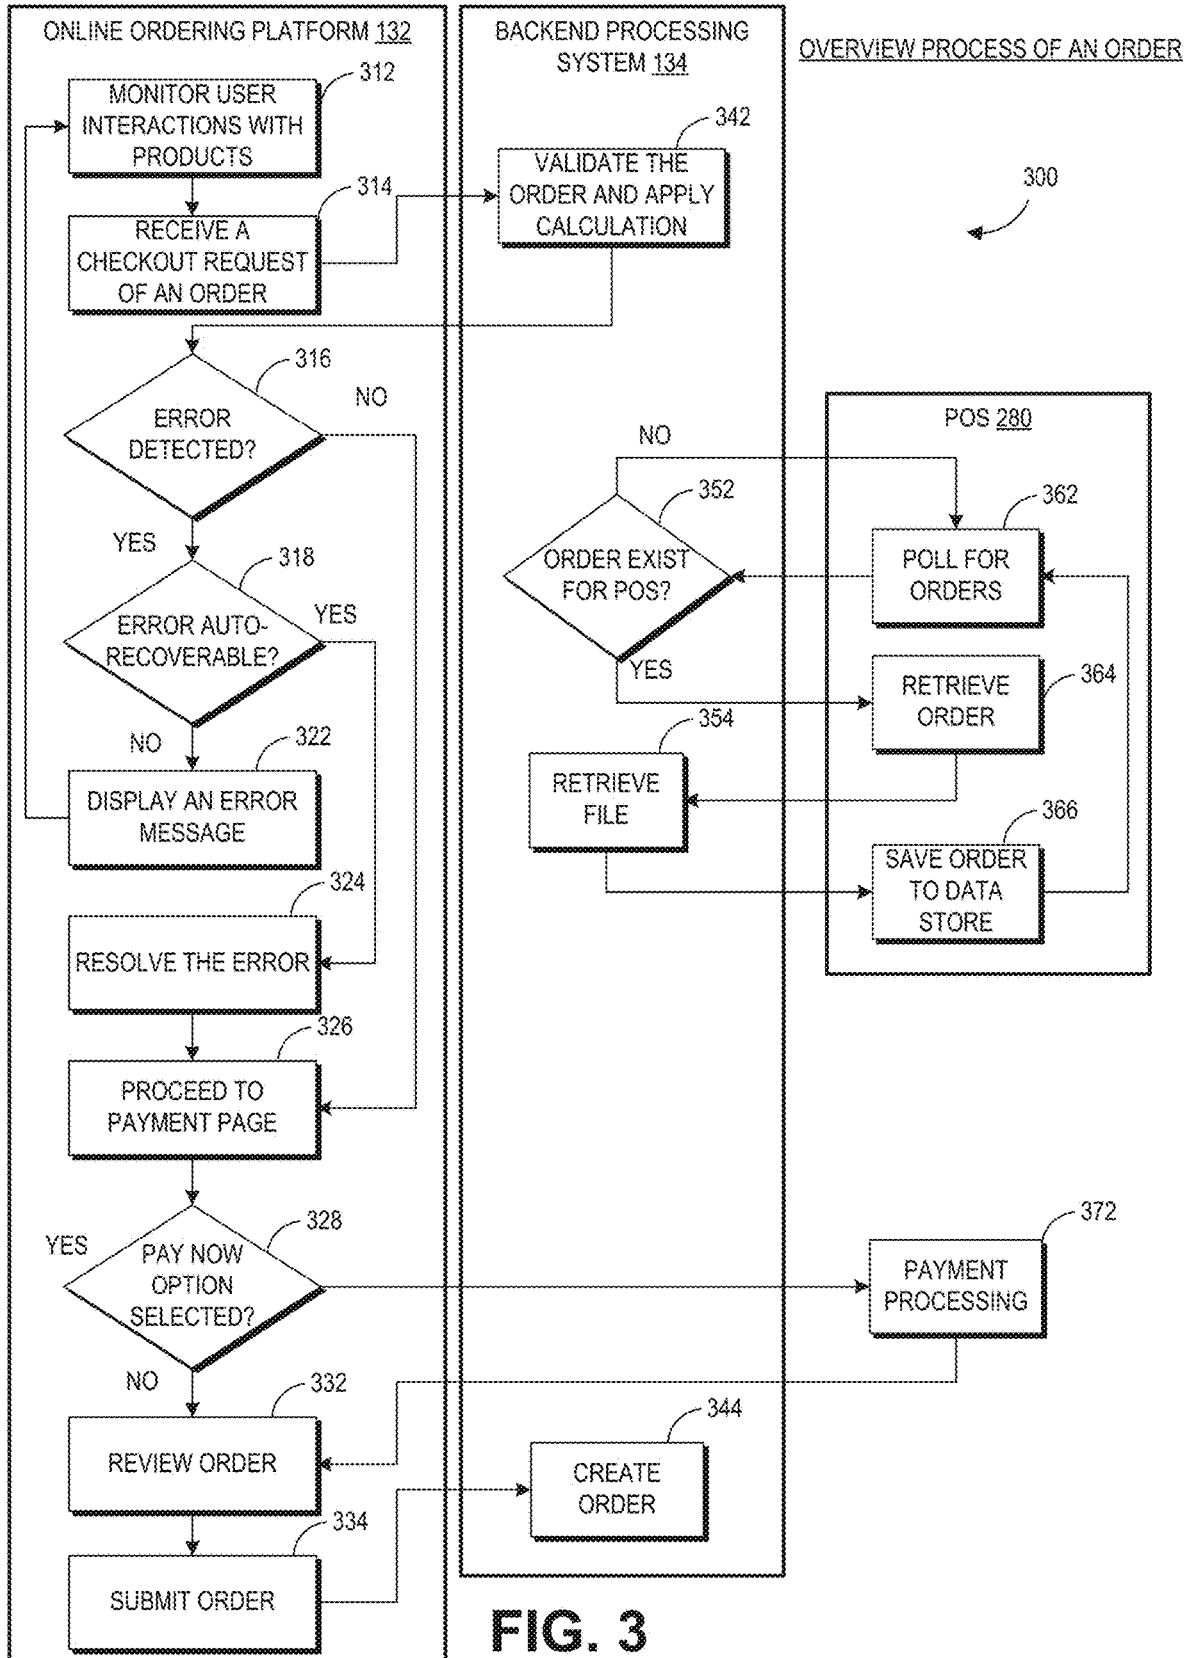 ONLINE ORDERING PLATFORM 132
312
MONITOR USER
INTERACTIONS WITH
PRODUCTS
314
RECEIVE A
CHECKOUT REQUEST
OF AN ORDER
316
NO
ERROR
DETECTED?
YES
318
YES
ERROR AUTO-
RECOVERABLE?
NO
322
DISPLAY AN ERROR
MESSAGE
324
RESOLVE THE ERROR
326
PROCEED TO
PAYMENT PAGE
328
YES
PAY NOW
OPTION
SELECTED?
NO
332
REVIEW ORDER
334
SUBMIT ORDER
BACKEND PROCESSING
SYSTEM 134
342
VALIDATE THE
ORDER AND APPLY
CALCULATION
NO
352
ORDER EXIST
FOR POS?
YES
354
RETRIEVE
FILE
344
CREATE
ORDER
OVERVIEW PROCESS OF AN ORDER
300
POS 280
362
POLL FOR
ORDERS
364
RETRIEVE
ORDER
366
SAVE ORDER
TO DATA
STORE
372
PAYMENT
PROCESSING
FIG. 3